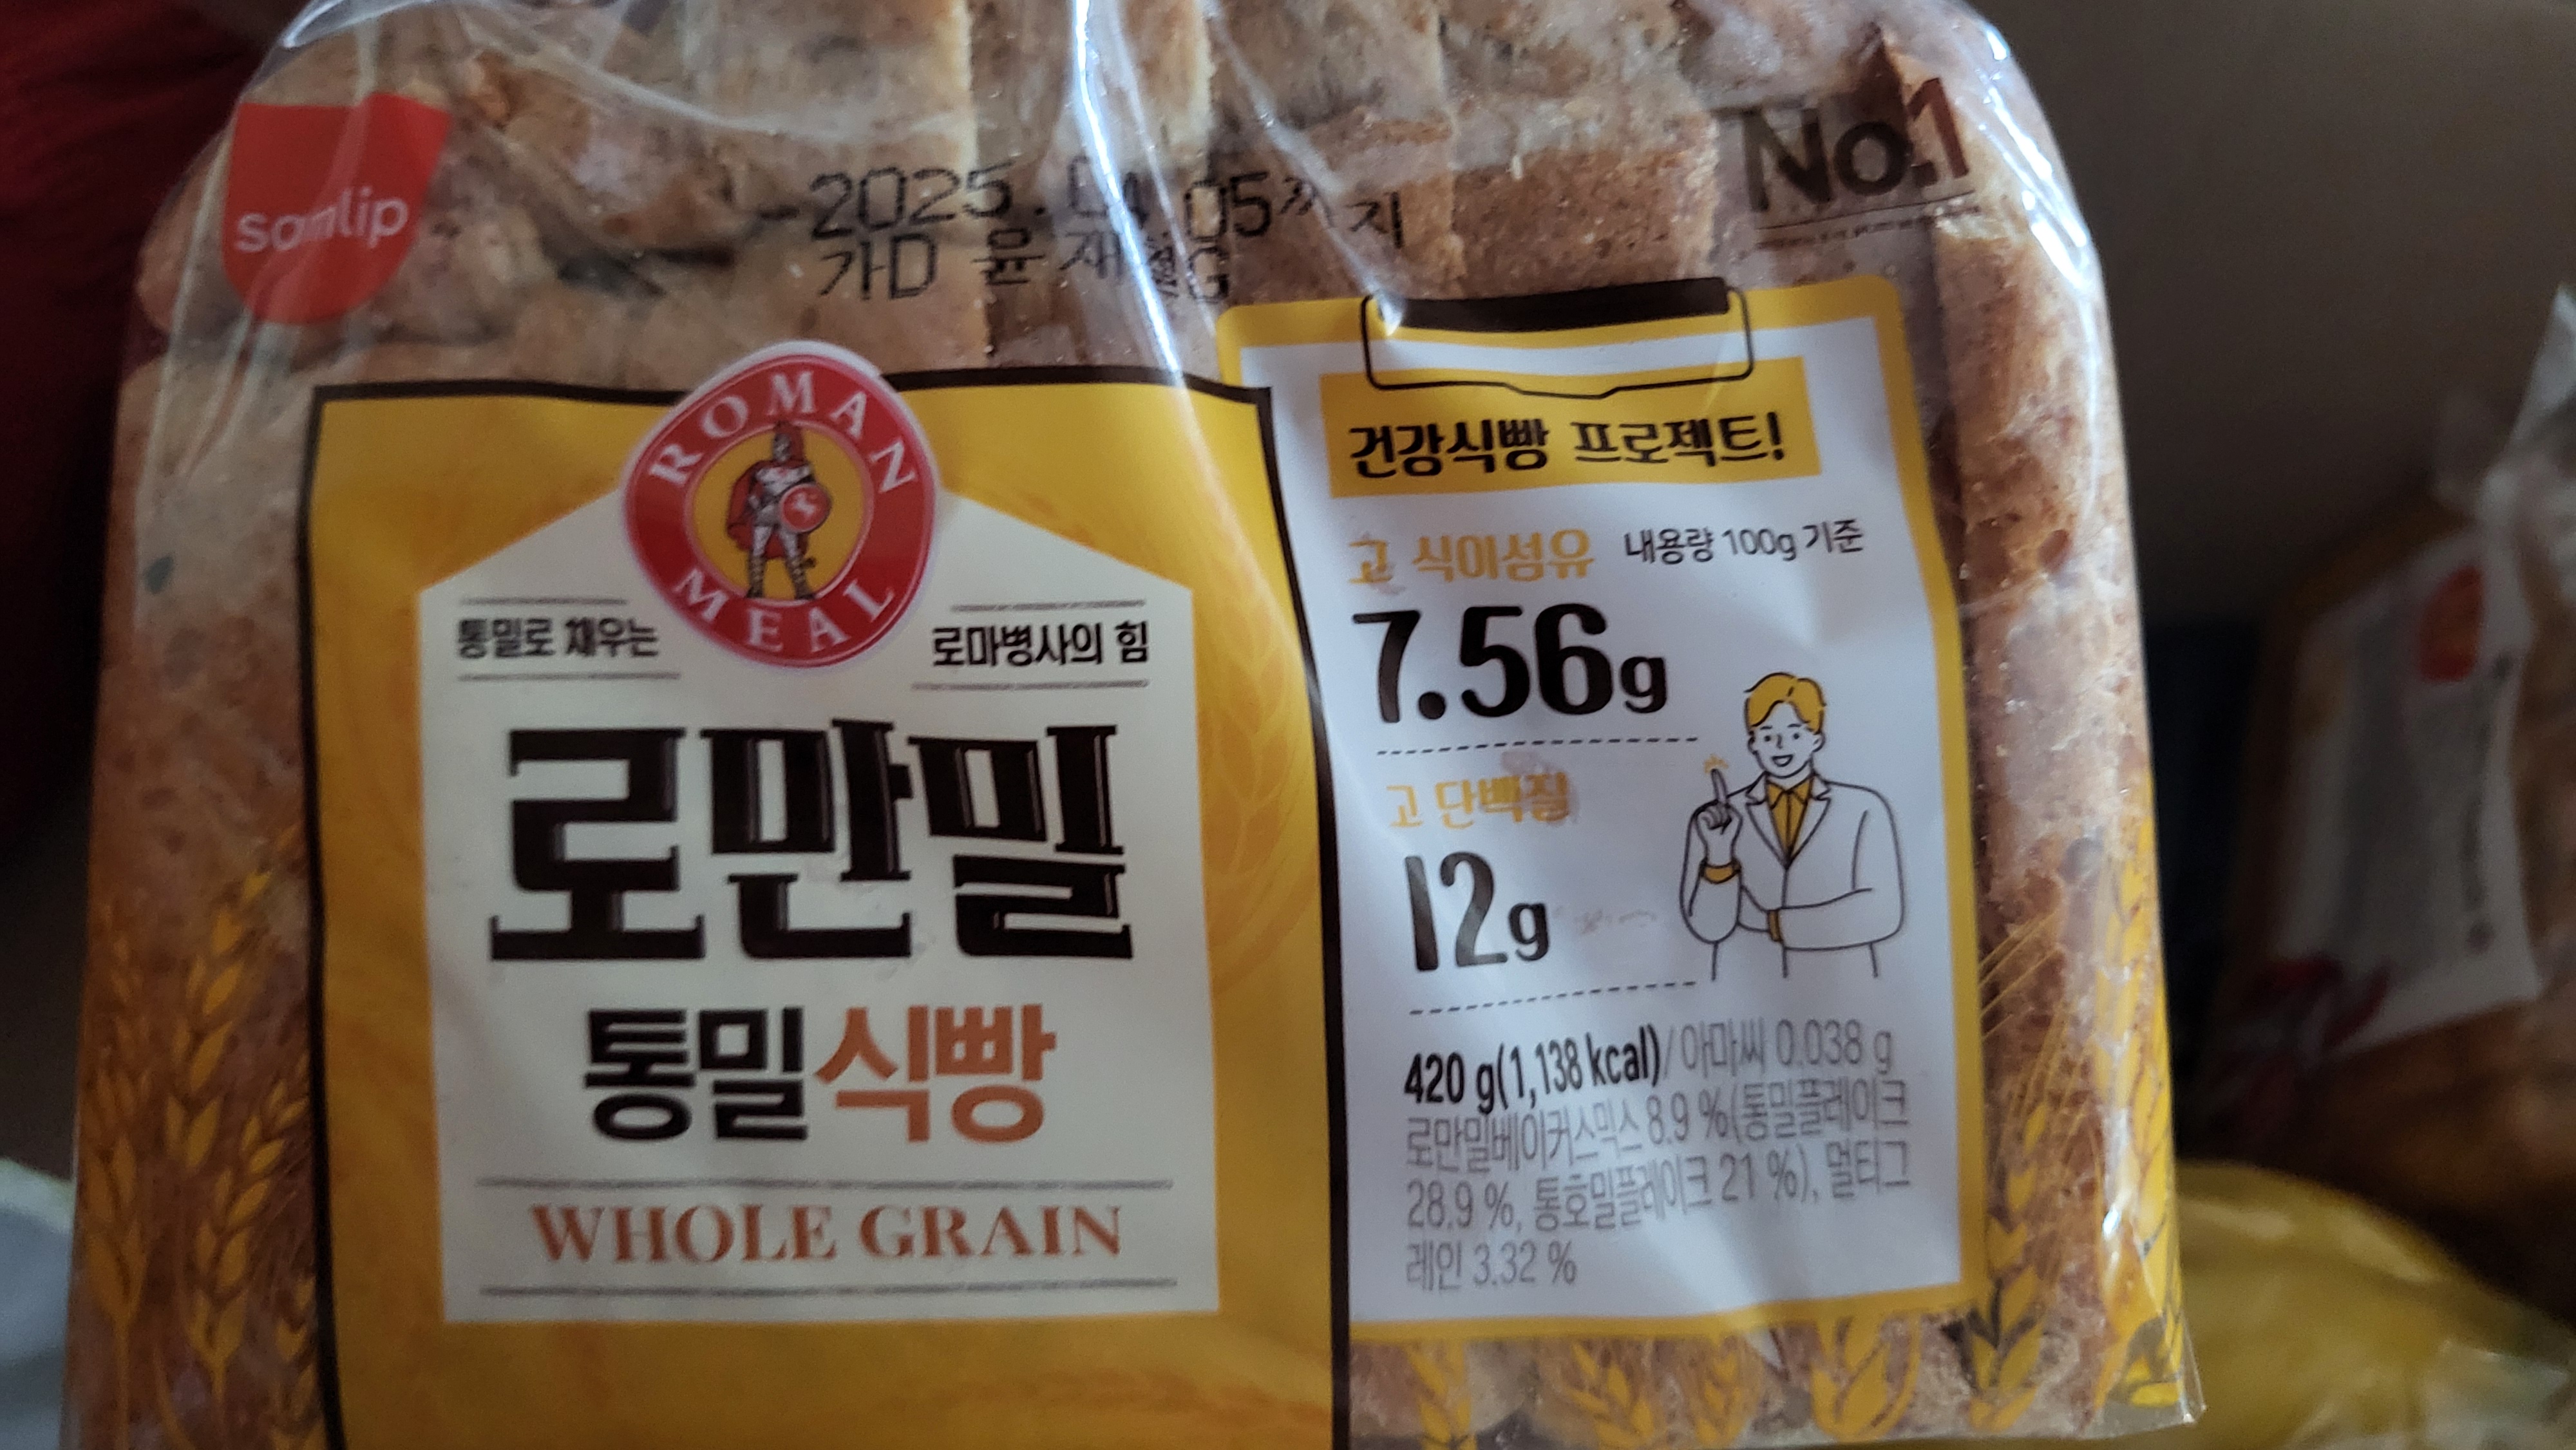 samlip
No.1
2025.04.05까지
가D 윤재
건강식빵 프로젝트!
ROMAN
MEAL
통밀로 채우는
로마병사의 힘
로만밀
통밀식빵
WHOLE GRAIN
고 식이섬유 내용량 100g 기준
7.56g
고 단백질
12g
420 g(1,138 kcal)/아마씨 0.038 g
로만밀베이커스믹스 8.9 %(통밀플레이크
28.9 %, 통호밀플레이크 21 %), 멀티그
레인 3.32 %